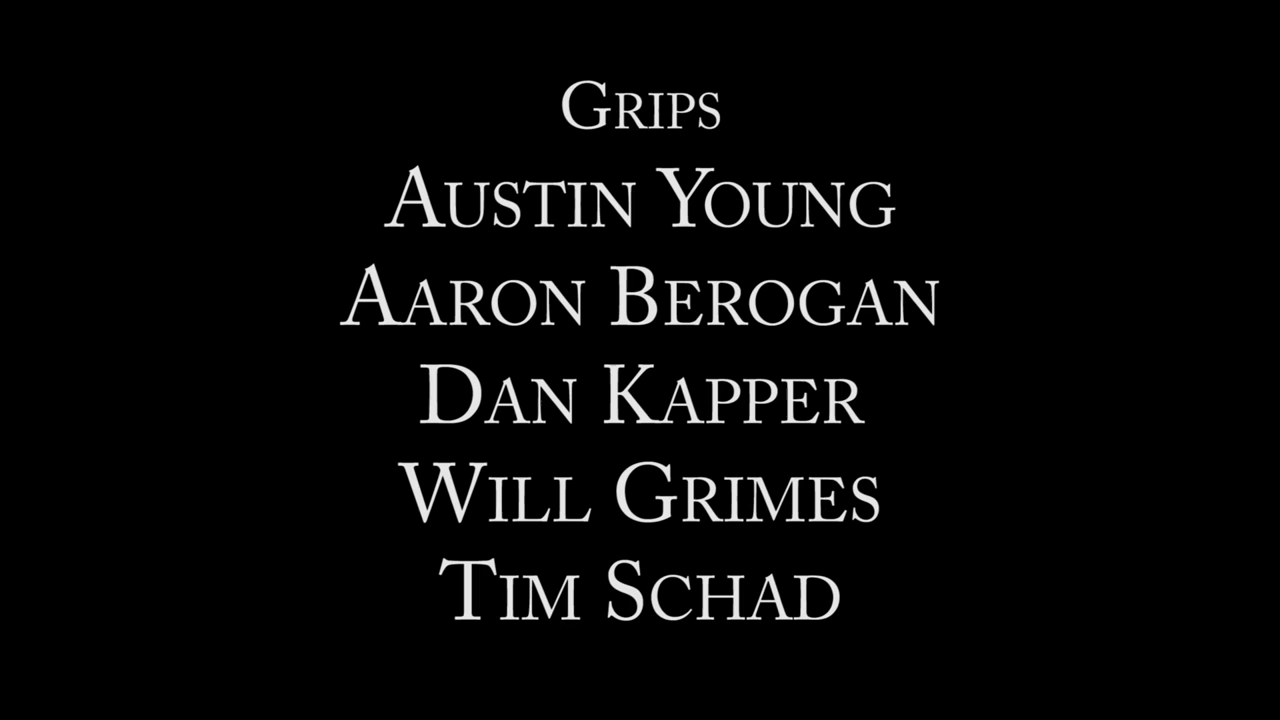 Grips
Austin Young
Aaron Berogan
Dan Kapper
Will Grimes
Tim Schad